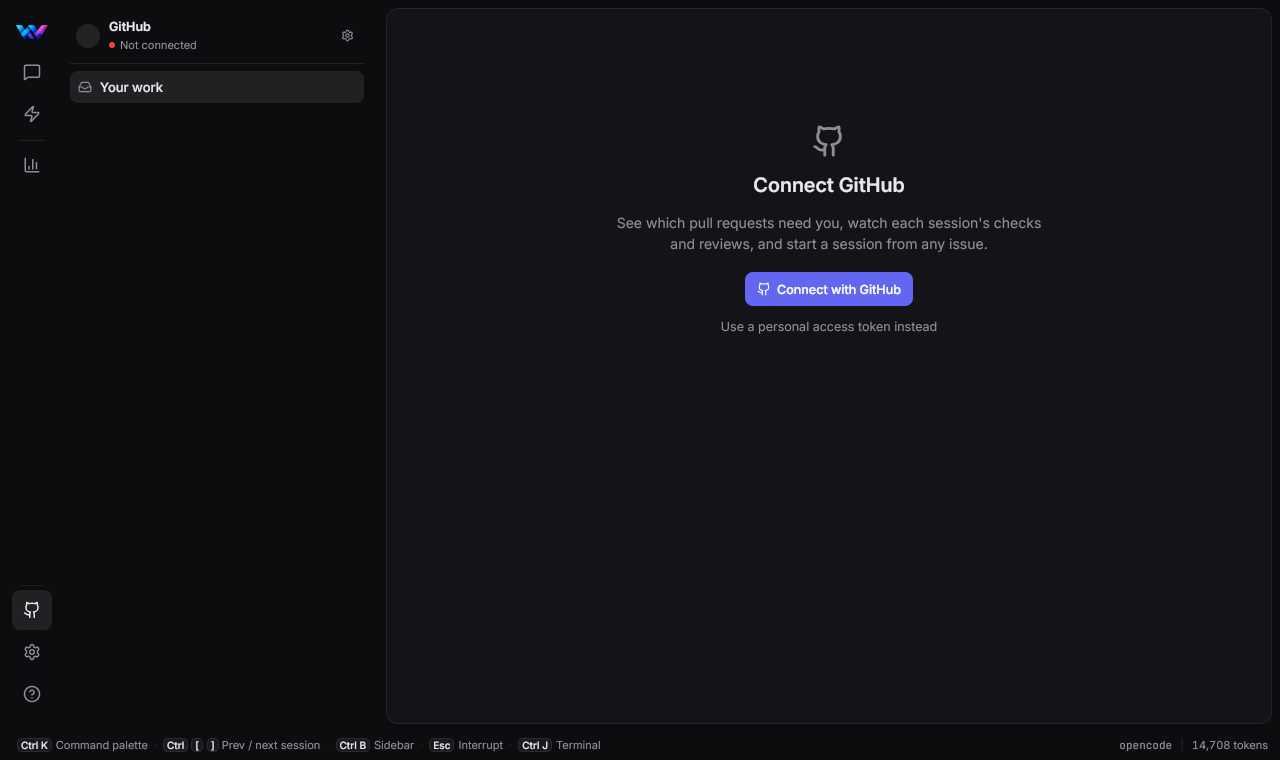 GitHub
Not connected
Your work
Connect GitHub
See which pull requests need you, watch each session's checks
and reviews, and start a session from any issue.
Connect with GitHub
Use a personal access token instead
Ctrl K Command palette · Ctrl [ ] Prev / next session · Ctrl B Sidebar · Esc Interrupt · Ctrl J Terminal
opencode 14,708 tokens